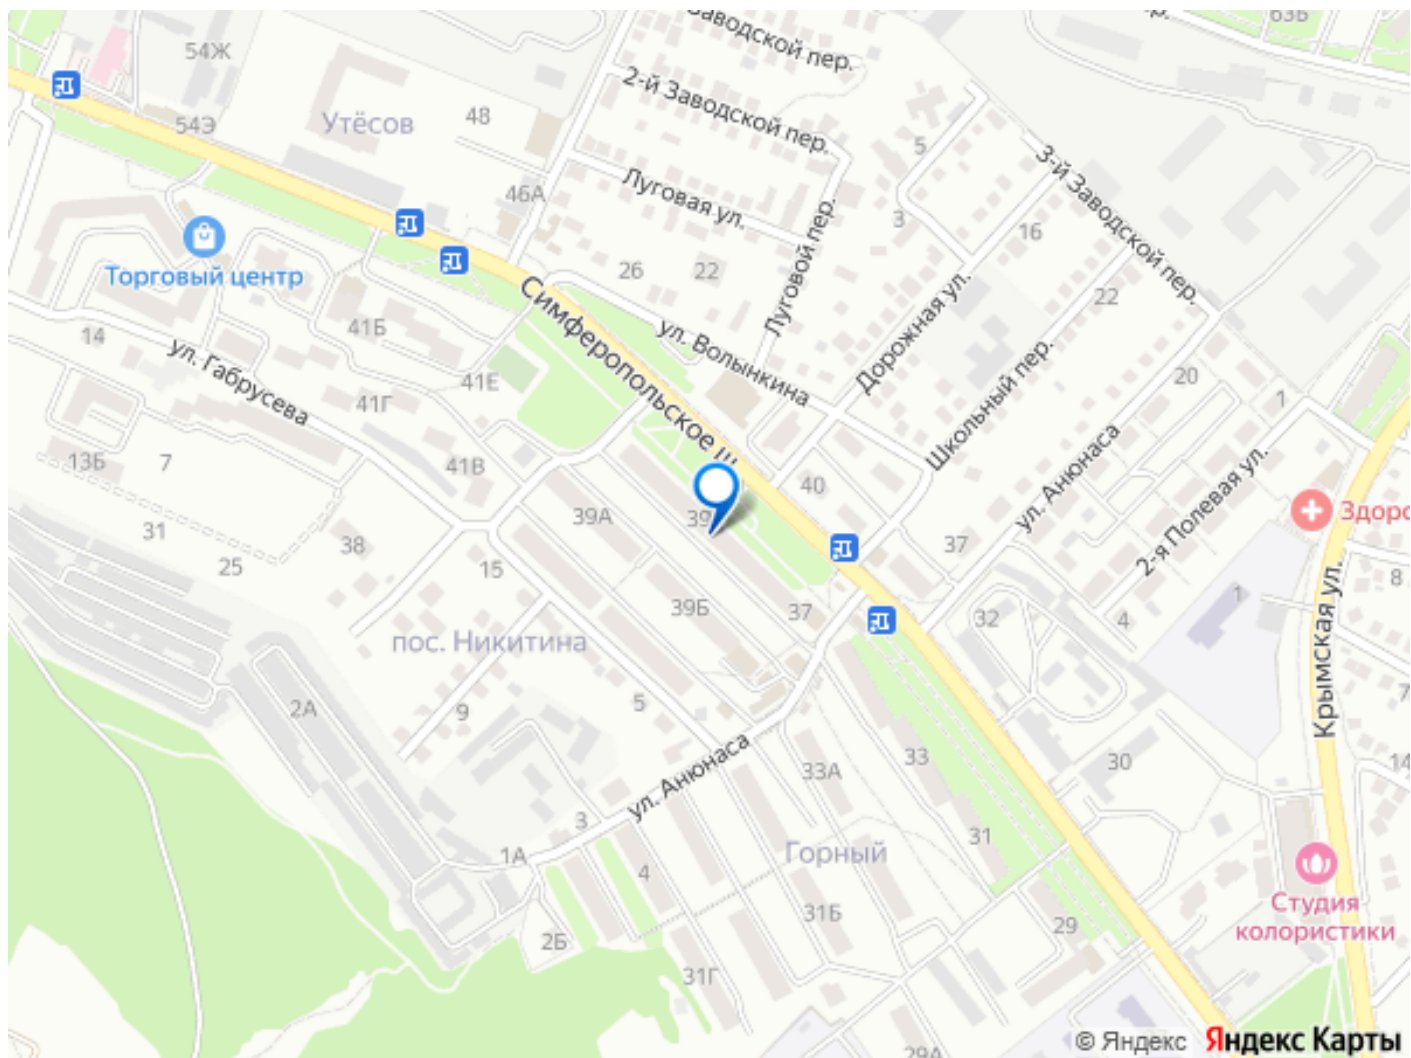 Заводской пер.
пер.
63Б
54Ж
2-й Заводской пер.
54Э
Утёсов
48
5
3-й Заводской пер.
46А
Луговая ул.
3
16
Луговой пер.
Торговый центр
26
22
Симферопольское ш.
Дорожная ул.
22
14
41Б
ул. Волынкина
ул. Габрусева
41Е
Школьный пер.
20
1
41Г
ул. Анюнаса
13Б
7
41В
40
2-я Полевая ул.
39А
31
38
37
25
15
8
Крымская ул.
39Б
37
32
4
1
пос. Никитина
2А
9
5
7
ул. Анюнаса
33А
33
30
14
3
31
1А
4
Горный
31Б
Студия
колористики
29
2Б
31Г
29А
© Яндекс
Яндекс Карты